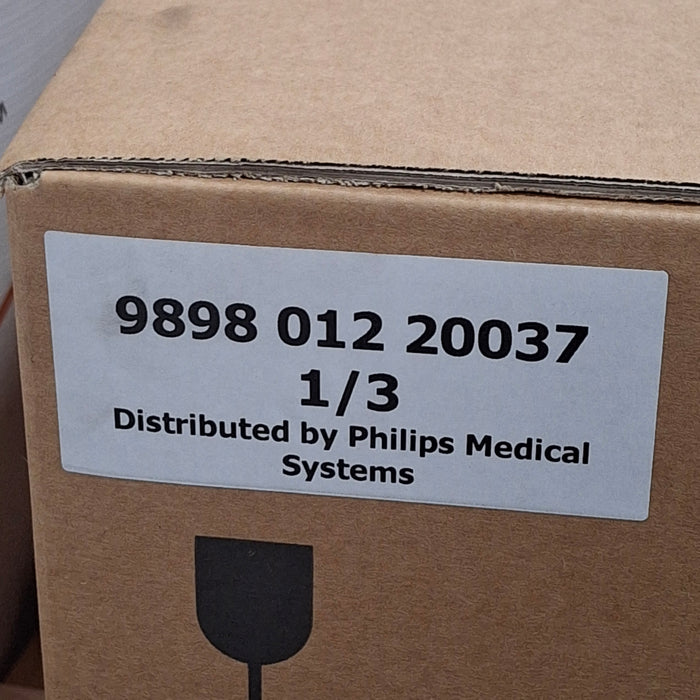 9898 012 20037
1/3
Distributed by Philips Medical
Systems